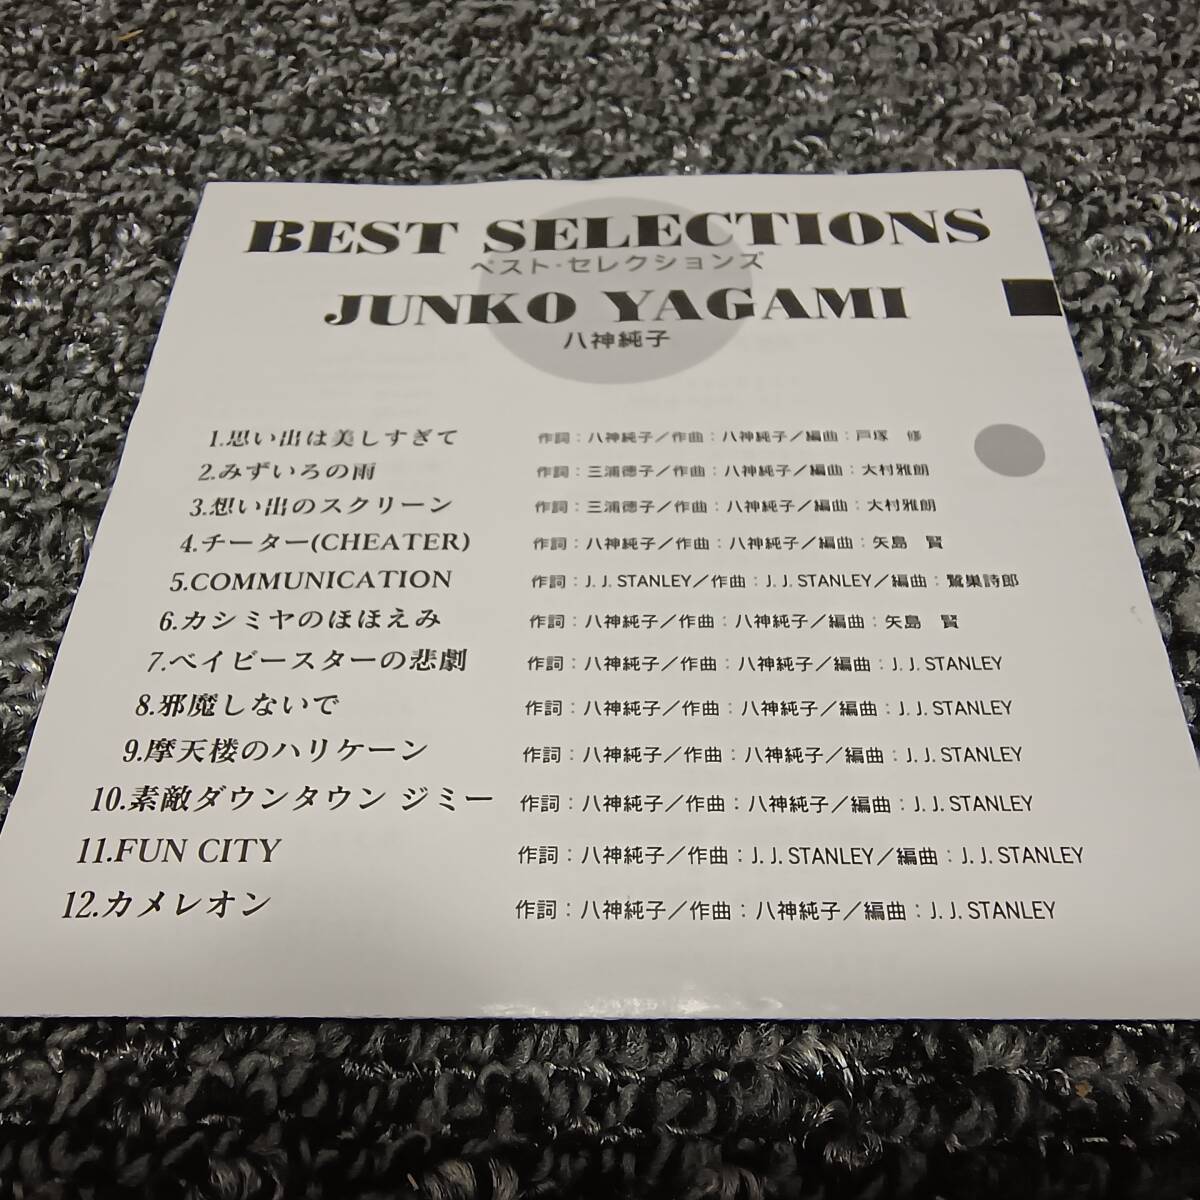 BEST SELECTIONS
ベスト・セレクションズ
JUNKO YAGAMI
八神純子
1.思い出は美しすぎて 作詞：八神純子／作曲：八神純子／編曲：戸塚　修
2.みずいろの雨 作詞：三浦徳子／作曲：八神純子／編曲：大村雅朗
3.想い出のスクリーン 作詞：三浦徳子／作曲：八神純子／編曲：大村雅朗
4.チーター(CHEATER) 作詞：八神純子／作曲：八神純子／編曲：矢島　賢
5.COMMUNICATION 作詞：J. J. STANLEY／作曲：J. J. STANLEY／編曲：鷺巣詩郎
6.カシミヤのほほえみ 作詞：八神純子／作曲：八神純子／編曲：矢島　賢
7.ベイビースターの悲劇 作詞：八神純子／作曲：八神純子／編曲：J. J. STANLEY
8.邪魔しないで 作詞：八神純子／作曲：八神純子／編曲：J. J. STANLEY
9.摩天楼のハリケーン 作詞：八神純子／作曲：八神純子／編曲：J. J. STANLEY
10.素敵ダウンタウン ジミー 作詞：八神純子／作曲：八神純子／編曲：J. J. STANLEY
11.FUN CITY 作詞：八神純子／作曲：J. J. STANLEY／編曲：J. J. STANLEY
12.カメレオン 作詞：八神純子／作曲：八神純子／編曲：J. J. STANLEY